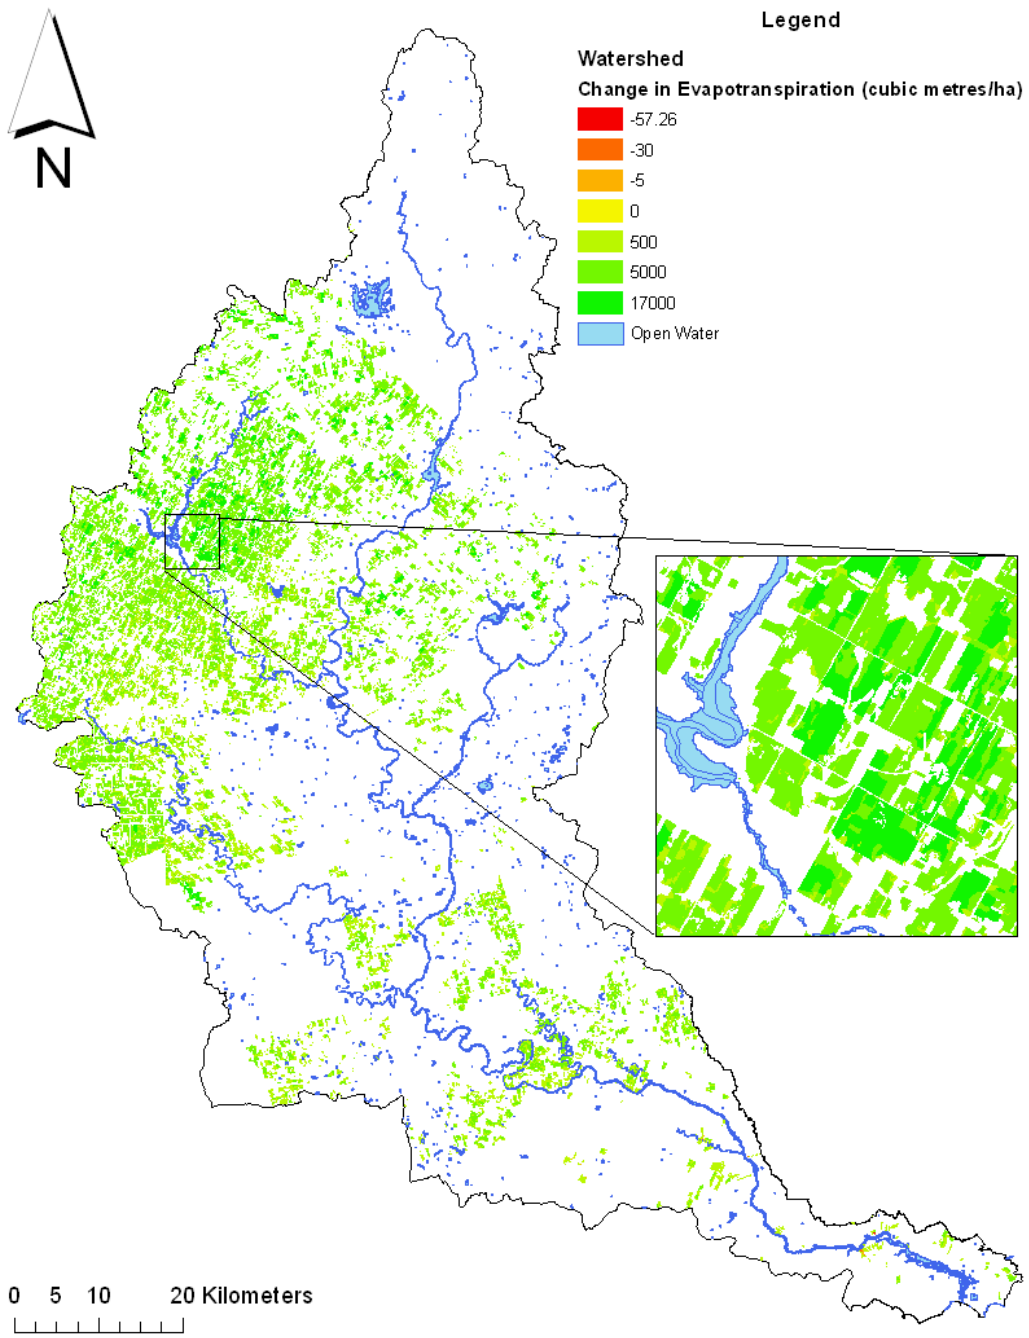 Legend
Watershed
Change in Evapotranspiration (cubic metres/ha)
-57.26
-30
-5
0
500
5000
17000
Open Water
N
0 5 10 20 Kilometers